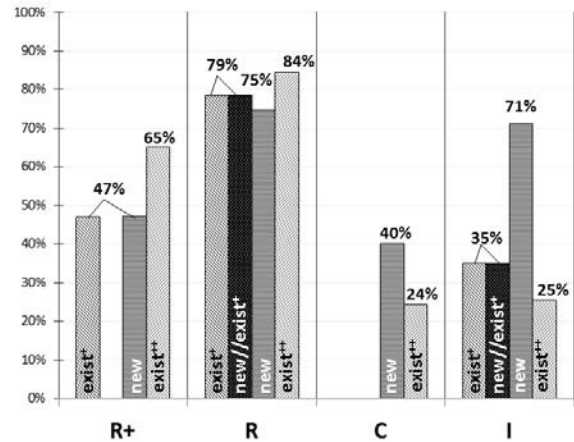 100%
90%
80%
70%
60%
50%
40%
30%
20%
10%
0%
47%
65%
79%
75%
84%
40%
24%
35%
71%
25%
exist⁺
new
exist⁺⁺
exist⁺
new//exist⁺
new
exist⁺⁺
new
exist⁺⁺
exist⁺
new//exist⁺
new
exist⁺⁺
R+ R C I